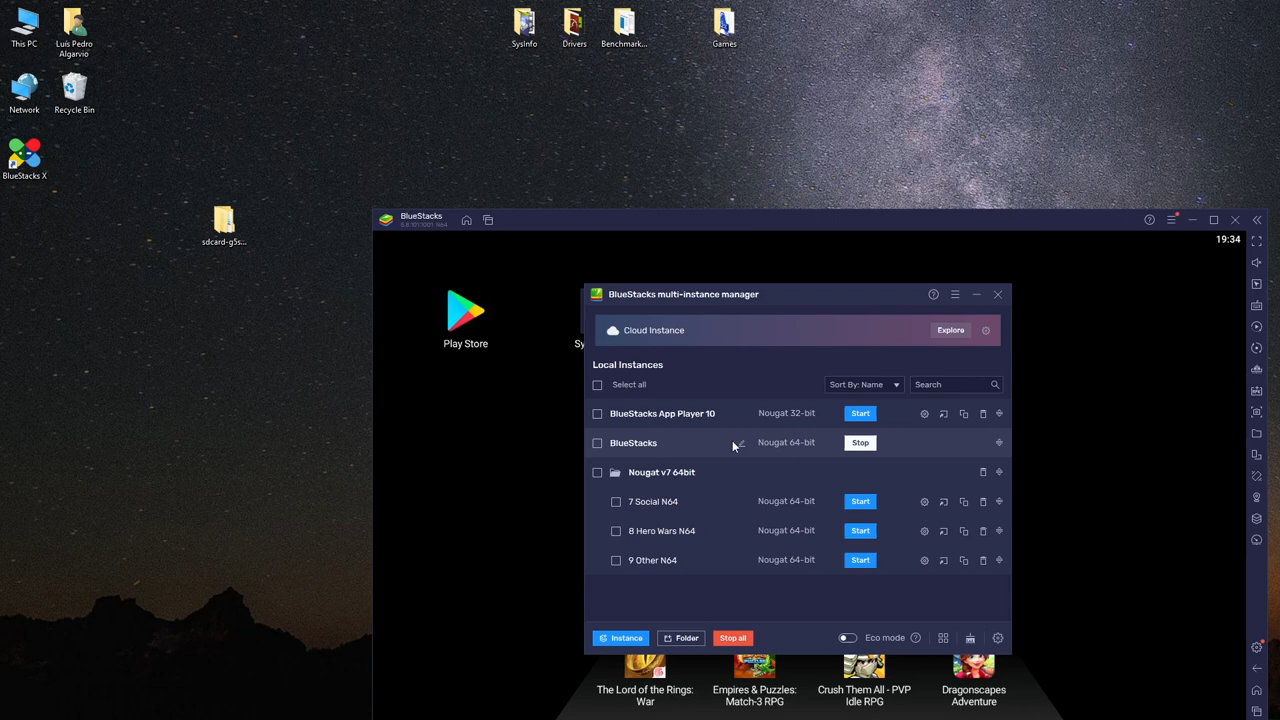 This PC
Luís Pedro
Algarvio
SysInfo
Drivers
Benchmark...
Games
Network
Recycle Bin
BlueStacks X
sdcard-g5s...
BlueStacks
19:34
Play Store
Sy
BlueStacks multi-instance manager
Cloud Instance
Explore
Local Instances
Select all
Sort By: Name
Search
BlueStacks App Player 10 Nougat 32-bit Start
BlueStacks Nougat 64-bit Stop
Nougat v7 64bit
7 Social N64 Nougat 64-bit Start
8 Hero Wars N64 Nougat 64-bit Start
9 Other N64 Nougat 64-bit Start
Instance
Folder
Stop all
Eco mode
The Lord of the Rings:
War
Empires & Puzzles:
Match-3 RPG
Crush Them All - PVP
Idle RPG
Dragonscapes
Adventure